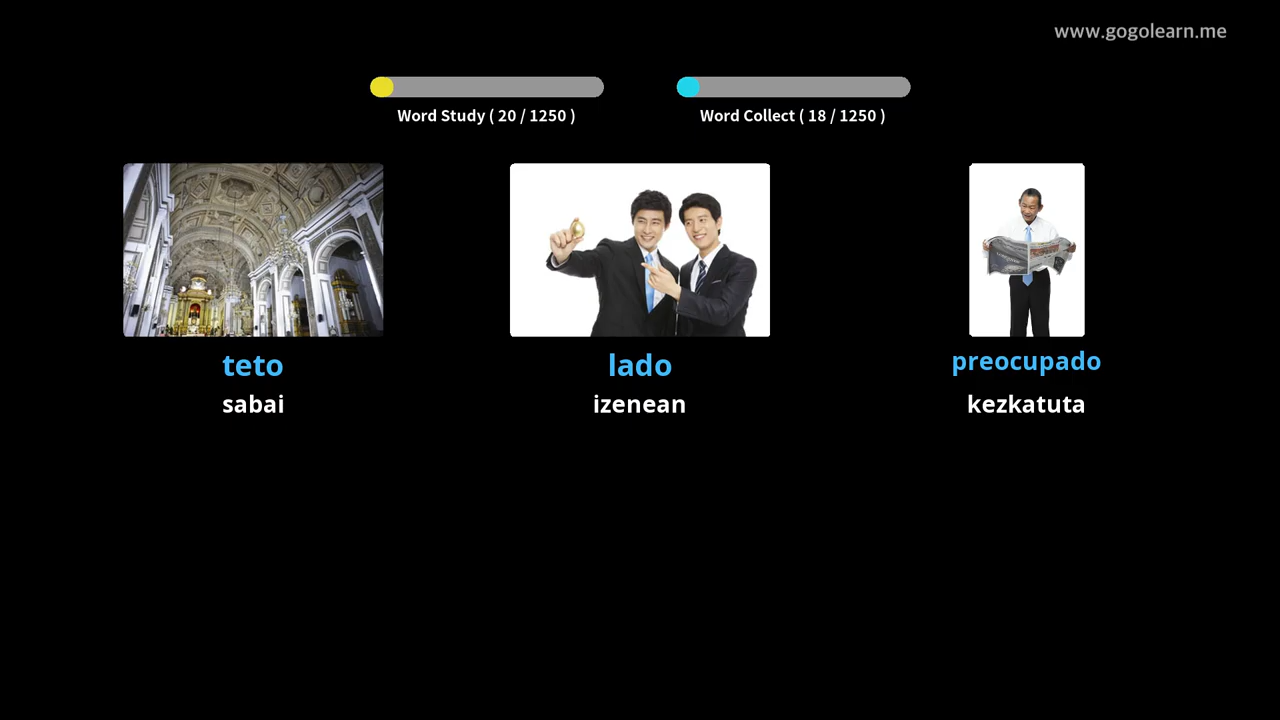 www.gogolearn.me
Word Study ( 20 / 1250 )
Word Collect ( 18 / 1250 )
teto
lado
preocupado
sabai
izenean
kezkatuta